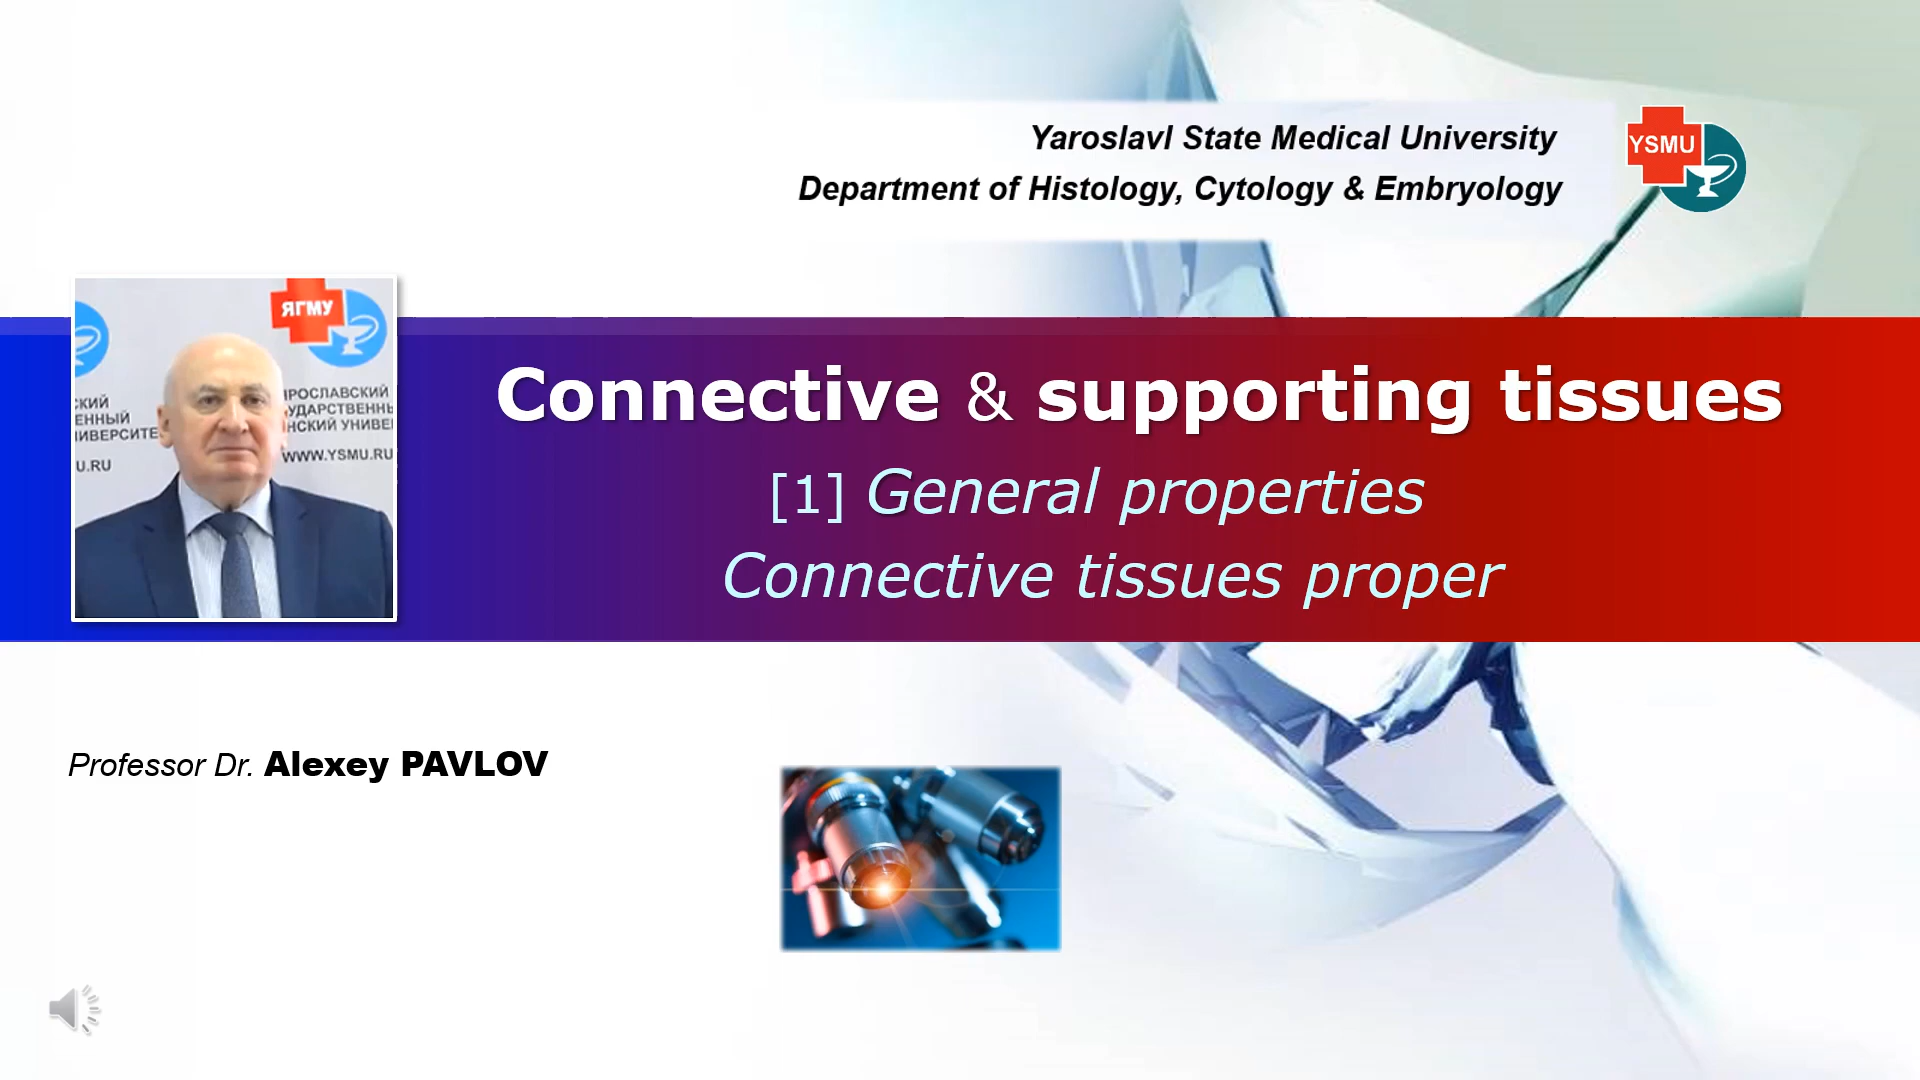 Yaroslavl State Medical University
Department of Histology, Cytology & Embryology
YSMU
ЯГМУ
WWW.YSMU.RU
U.RU
Connective & supporting tissues
[1] General properties
Connective tissues proper
Professor Dr. Alexey PAVLOV